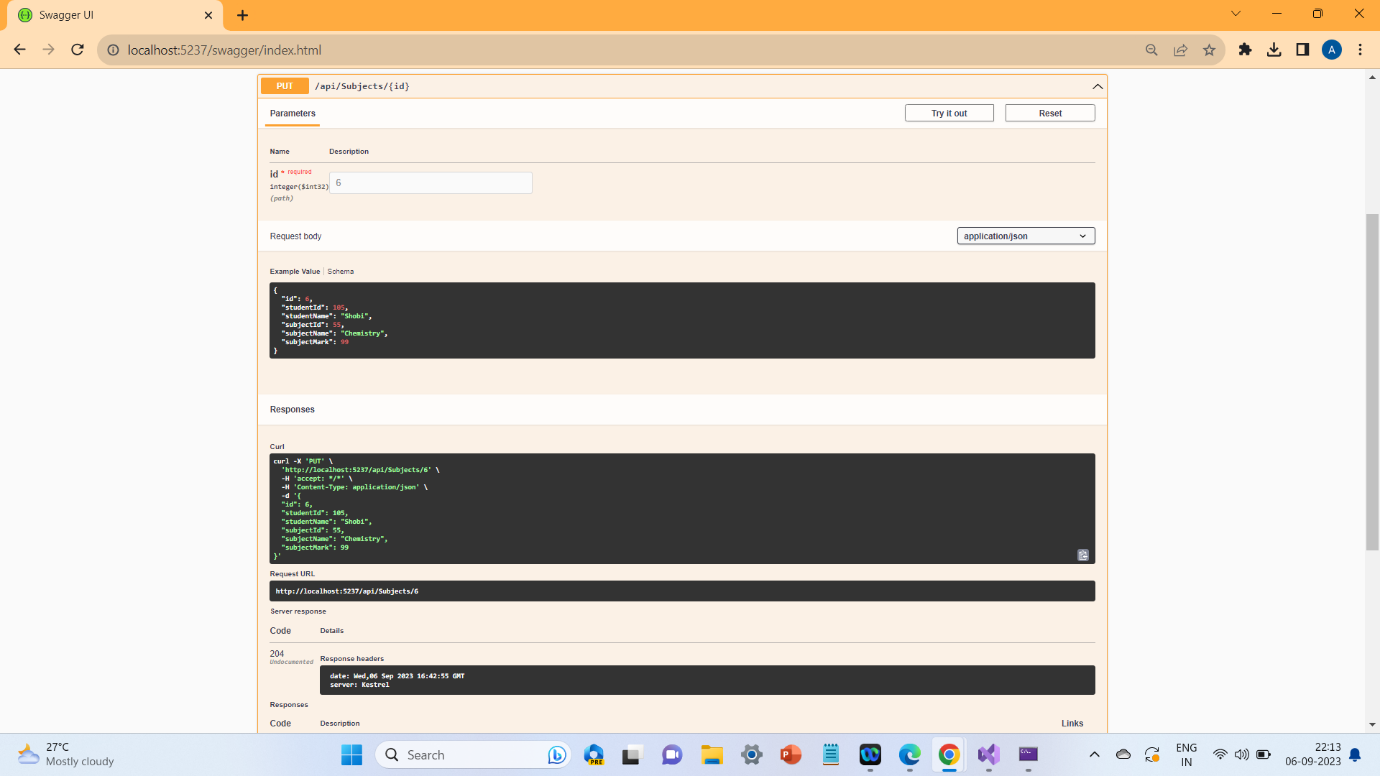 Swagger UI
localhost:5237/swagger/index.html
A
PUT /api/Subjects/{id}
Parameters
Try it out
Reset
Name Description
id * required
integer($int32)
(path)
6
Request body
application/json
Example Value Schema
{
"id": 6,
"studentId": 105,
"studentName": "Shobi",
"subjectId": 55,
"subjectName": "Chemistry",
"subjectMark": 99
}
Responses
Curl
curl -X 'PUT' \
'http://localhost:5237/api/Subjects/6' \
-H 'accept: */*' \
-H 'Content-Type: application/json' \
-d '{
"id": 6,
"studentId": 105,
"studentName": "Shobi",
"subjectId": 55,
"subjectName": "Chemistry",
"subjectMark": 99
}'
Request URL
http://localhost:5237/api/Subjects/6
Server response
Code Details
204
Undocumented
Response headers
date: Wed,06 Sep 2023 16:42:55 GMT
server: Kestrel
Responses
Code Description Links
27°C
Mostly cloudy
Search
PRE
ENG
IN
22:13
06-09-2023